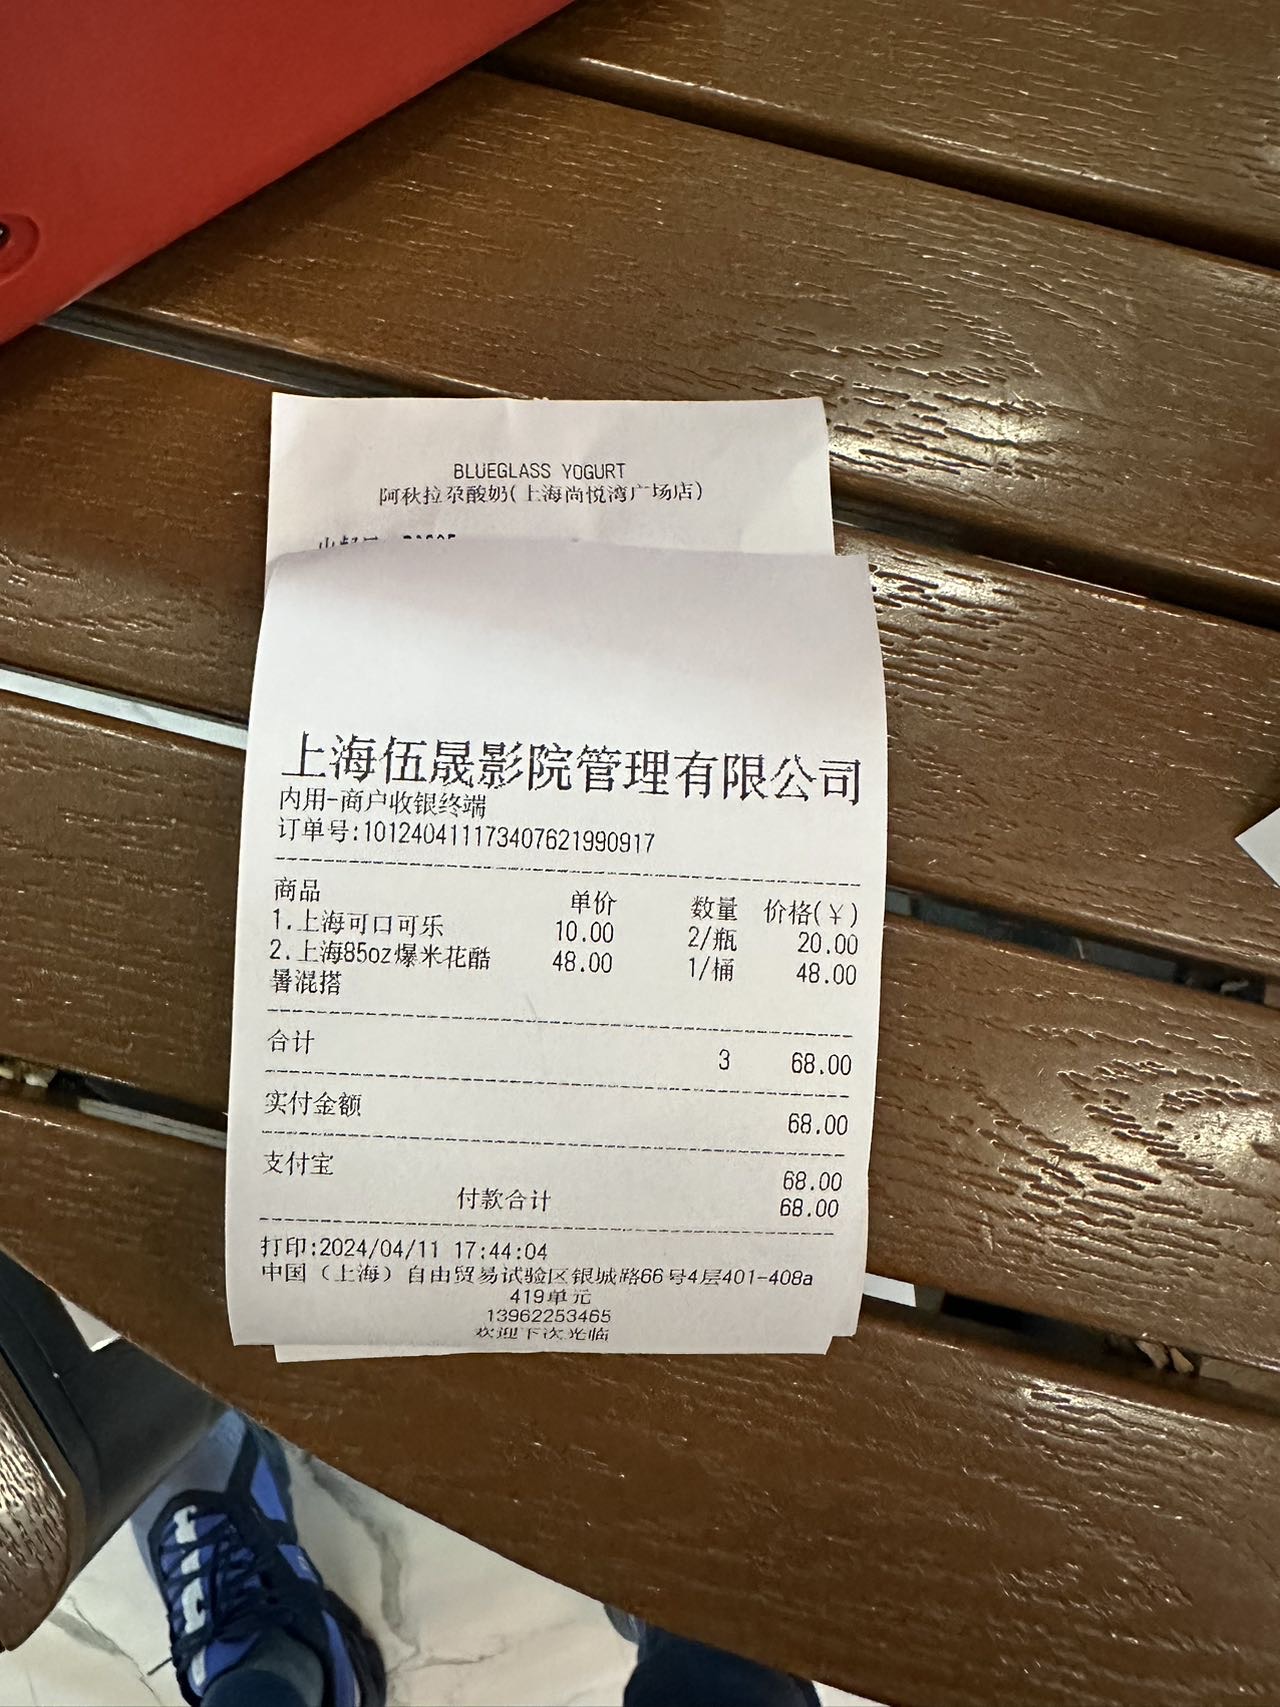 BLUEGLASS YOGURT
阿秋拉尕酸奶(上海尚悦湾广场店)
上海伍晟影院管理有限公司
内用-商户收银终端
订单号:101240411173407621990917
商品 单价 数量 价格(¥)
1.上海可口可乐 10.00 2/瓶 20.00
2.上海85oz爆米花酷 48.00 1/桶 48.00
暑混搭
合计 3 68.00
实付金额 68.00
支付宝 68.00
付款合计 68.00
打印:2024/04/11 17:44:04
中国（上海）自由贸易试验区银城路66号4层401-408a
419单元
13962253465
欢迎下次光临